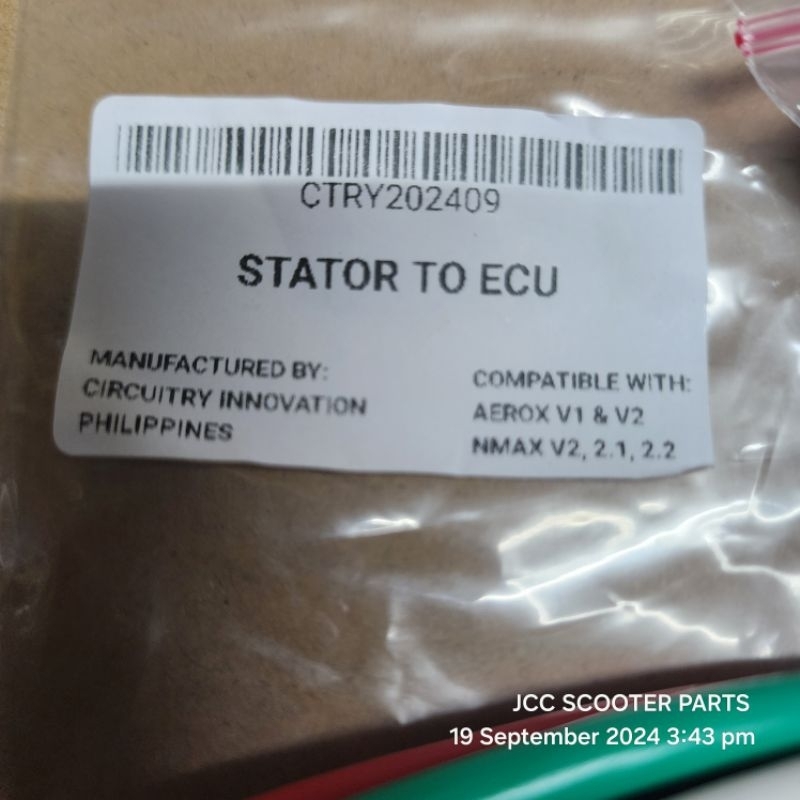 CTRY202409
STATOR TO ECU
MANUFACTURED BY:
CIRCUITRY INNOVATION
PHILIPPINES
COMPATIBLE WITH:
AEROX V1 & V2
NMAX V2, 2.1, 2.2
JCC SCOOTER PARTS
19 September 2024 3:43 pm